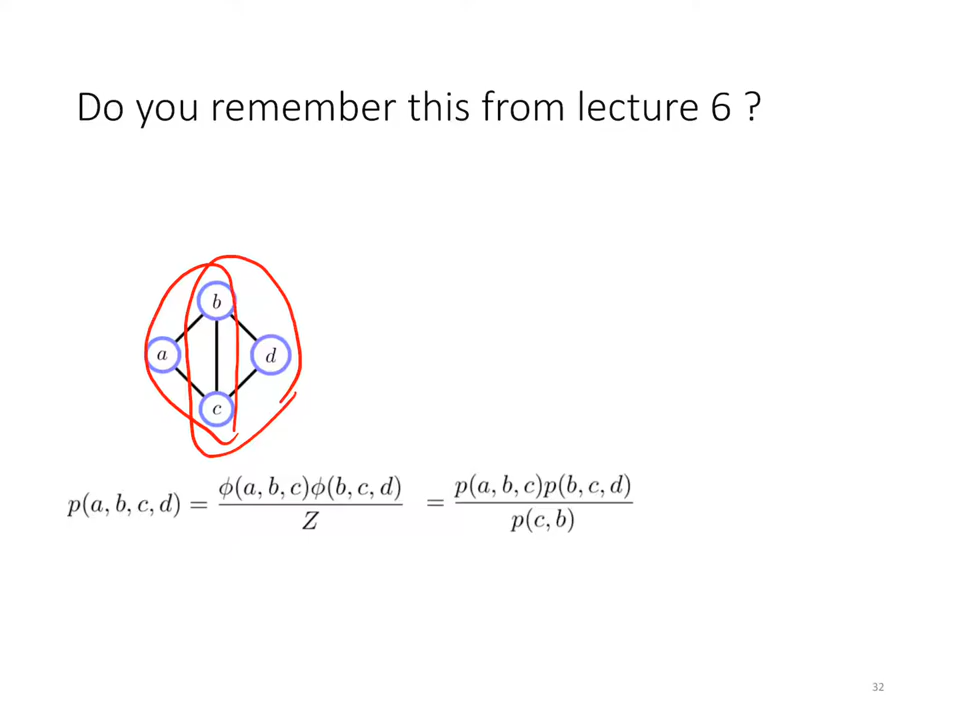 Do you remember this from lecture 6 ?
b
a
d
c
p(a, b, c, d) = ϕ(a, b, c)ϕ(b, c, d) / Z = p(a, b, c)p(b, c, d) / p(c, b)
32